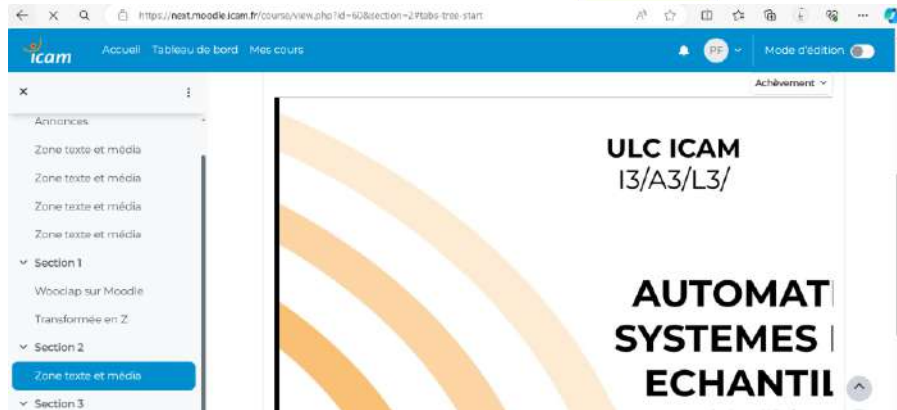 https://nest.moodle.icam.fr/course/view.php?id=60&section=2#tabs-tree-start
icam
Accueil Tableau de bord Mes cours
PF
Mode d'édition
Achèvement
Annonces
Zone texte et média
Zone texte et média
Zone texte et média
Zone texte et média
Section 1
Wooclap sur Moodle
Transformée en Z
Section 2
Zone texte et média
Section 3
ULC ICAM
I3/A3/L3/
AUTOMATI
SYSTEMES
ECHANTIL